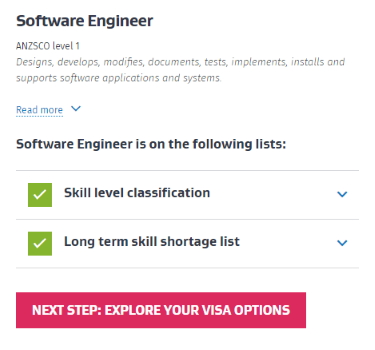 Software Engineer
ANZSCO level 1
Designs, develops, modifies, documents, tests, implements, installs and
supports software applications and systems.
Read more
Software Engineer is on the following lists:
Skill level classification
Long term skill shortage list
NEXT STEP: EXPLORE YOUR VISA OPTIONS